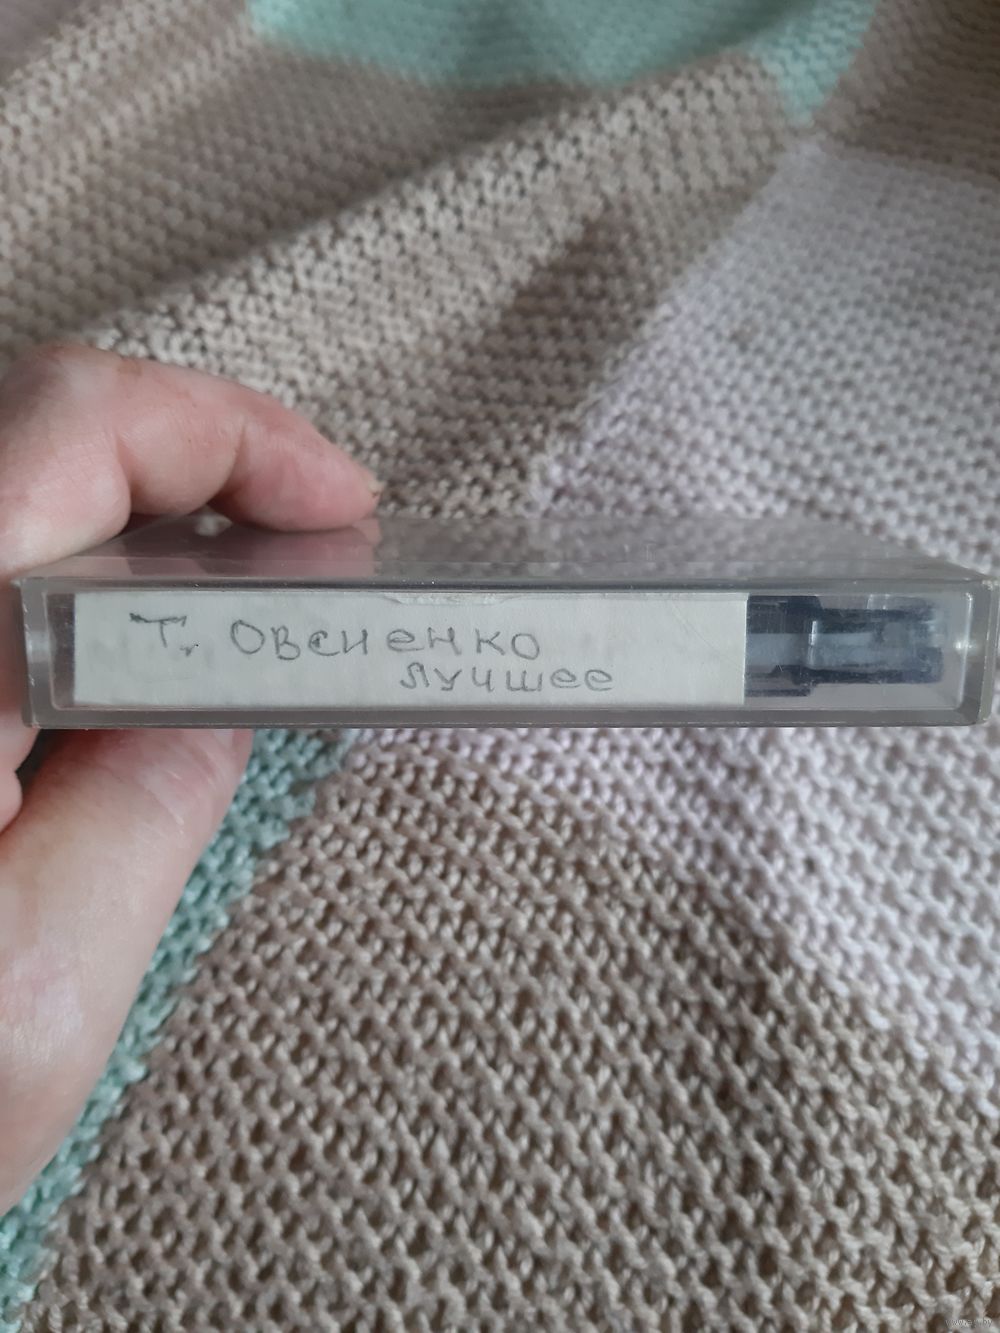 Т. Овсиенко
лучшее